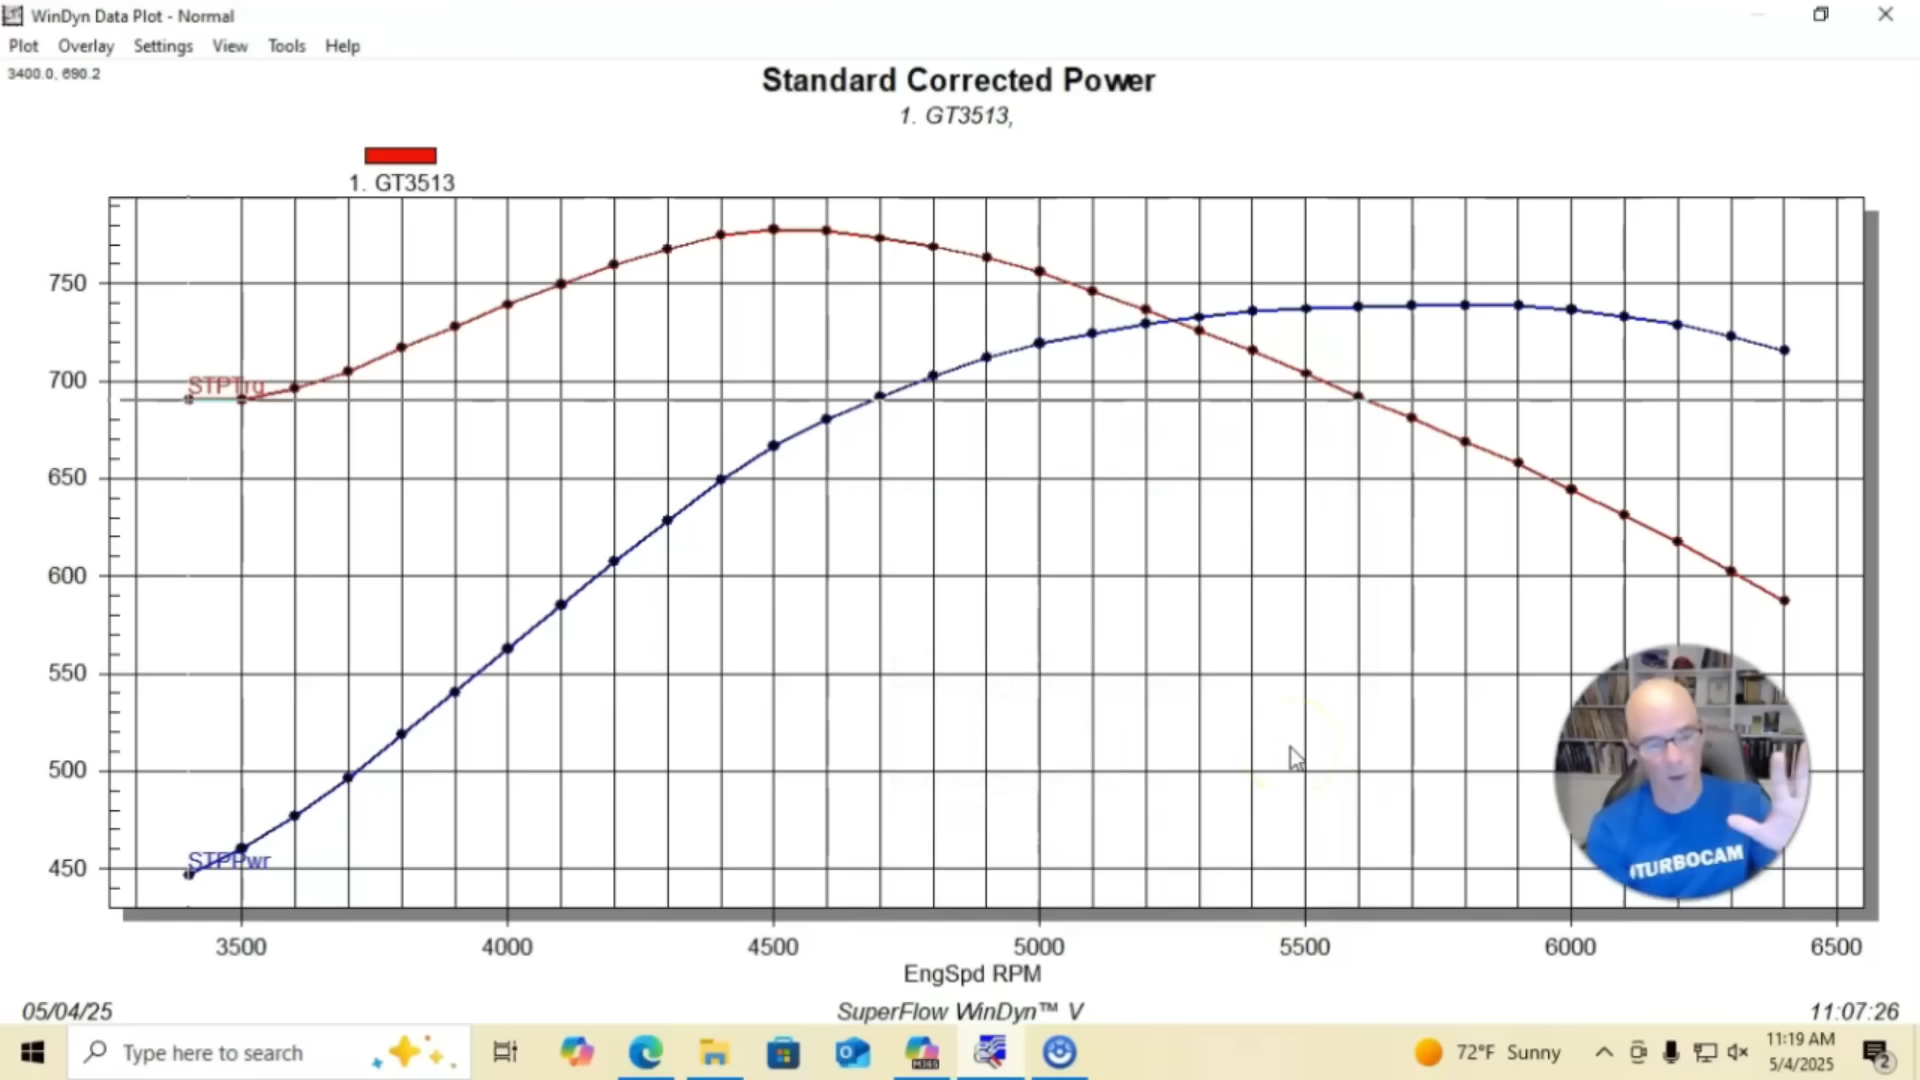 WinDyn Data Plot - Normal
Plot Overlay Settings View Tools Help
3400.0, 690.2
Standard Corrected Power
1. GT3513,
1. GT3513
750
700
650
600
550
500
450
STPTrq
STPPwr
3500 4000 4500 5000 5500 6000 6500
EngSpd RPM
05/04/25 SuperFlow WinDyn™ V 11:07:26
TURBOCAM
Type here to search
M365
72°F Sunny
11:19 AM
5/4/2025
2